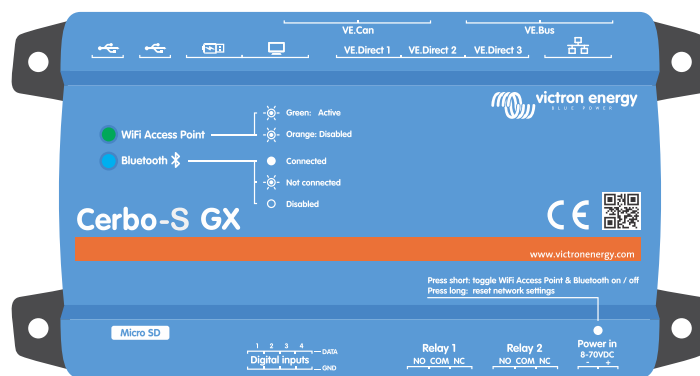 VE.Can
VE.Bus
VE.Direct 1
VE.Direct 2
VE.Direct 3
victron energy
BLUE POWER
Green: Active
WiFi Access Point
Orange: Disabled
Bluetooth
Connected
Not connected
Disabled
Cerbo-S GX
CE
www.victronenergy.com
Press short: toggle WiFi Access Point & Bluetooth on / off
Press long: reset network settings
Micro SD
1 2 3 4
DATA
Digital inputs
GND
Relay 1
NO COM NC
Relay 2
NO COM NC
Power in
8-70VDC
- +